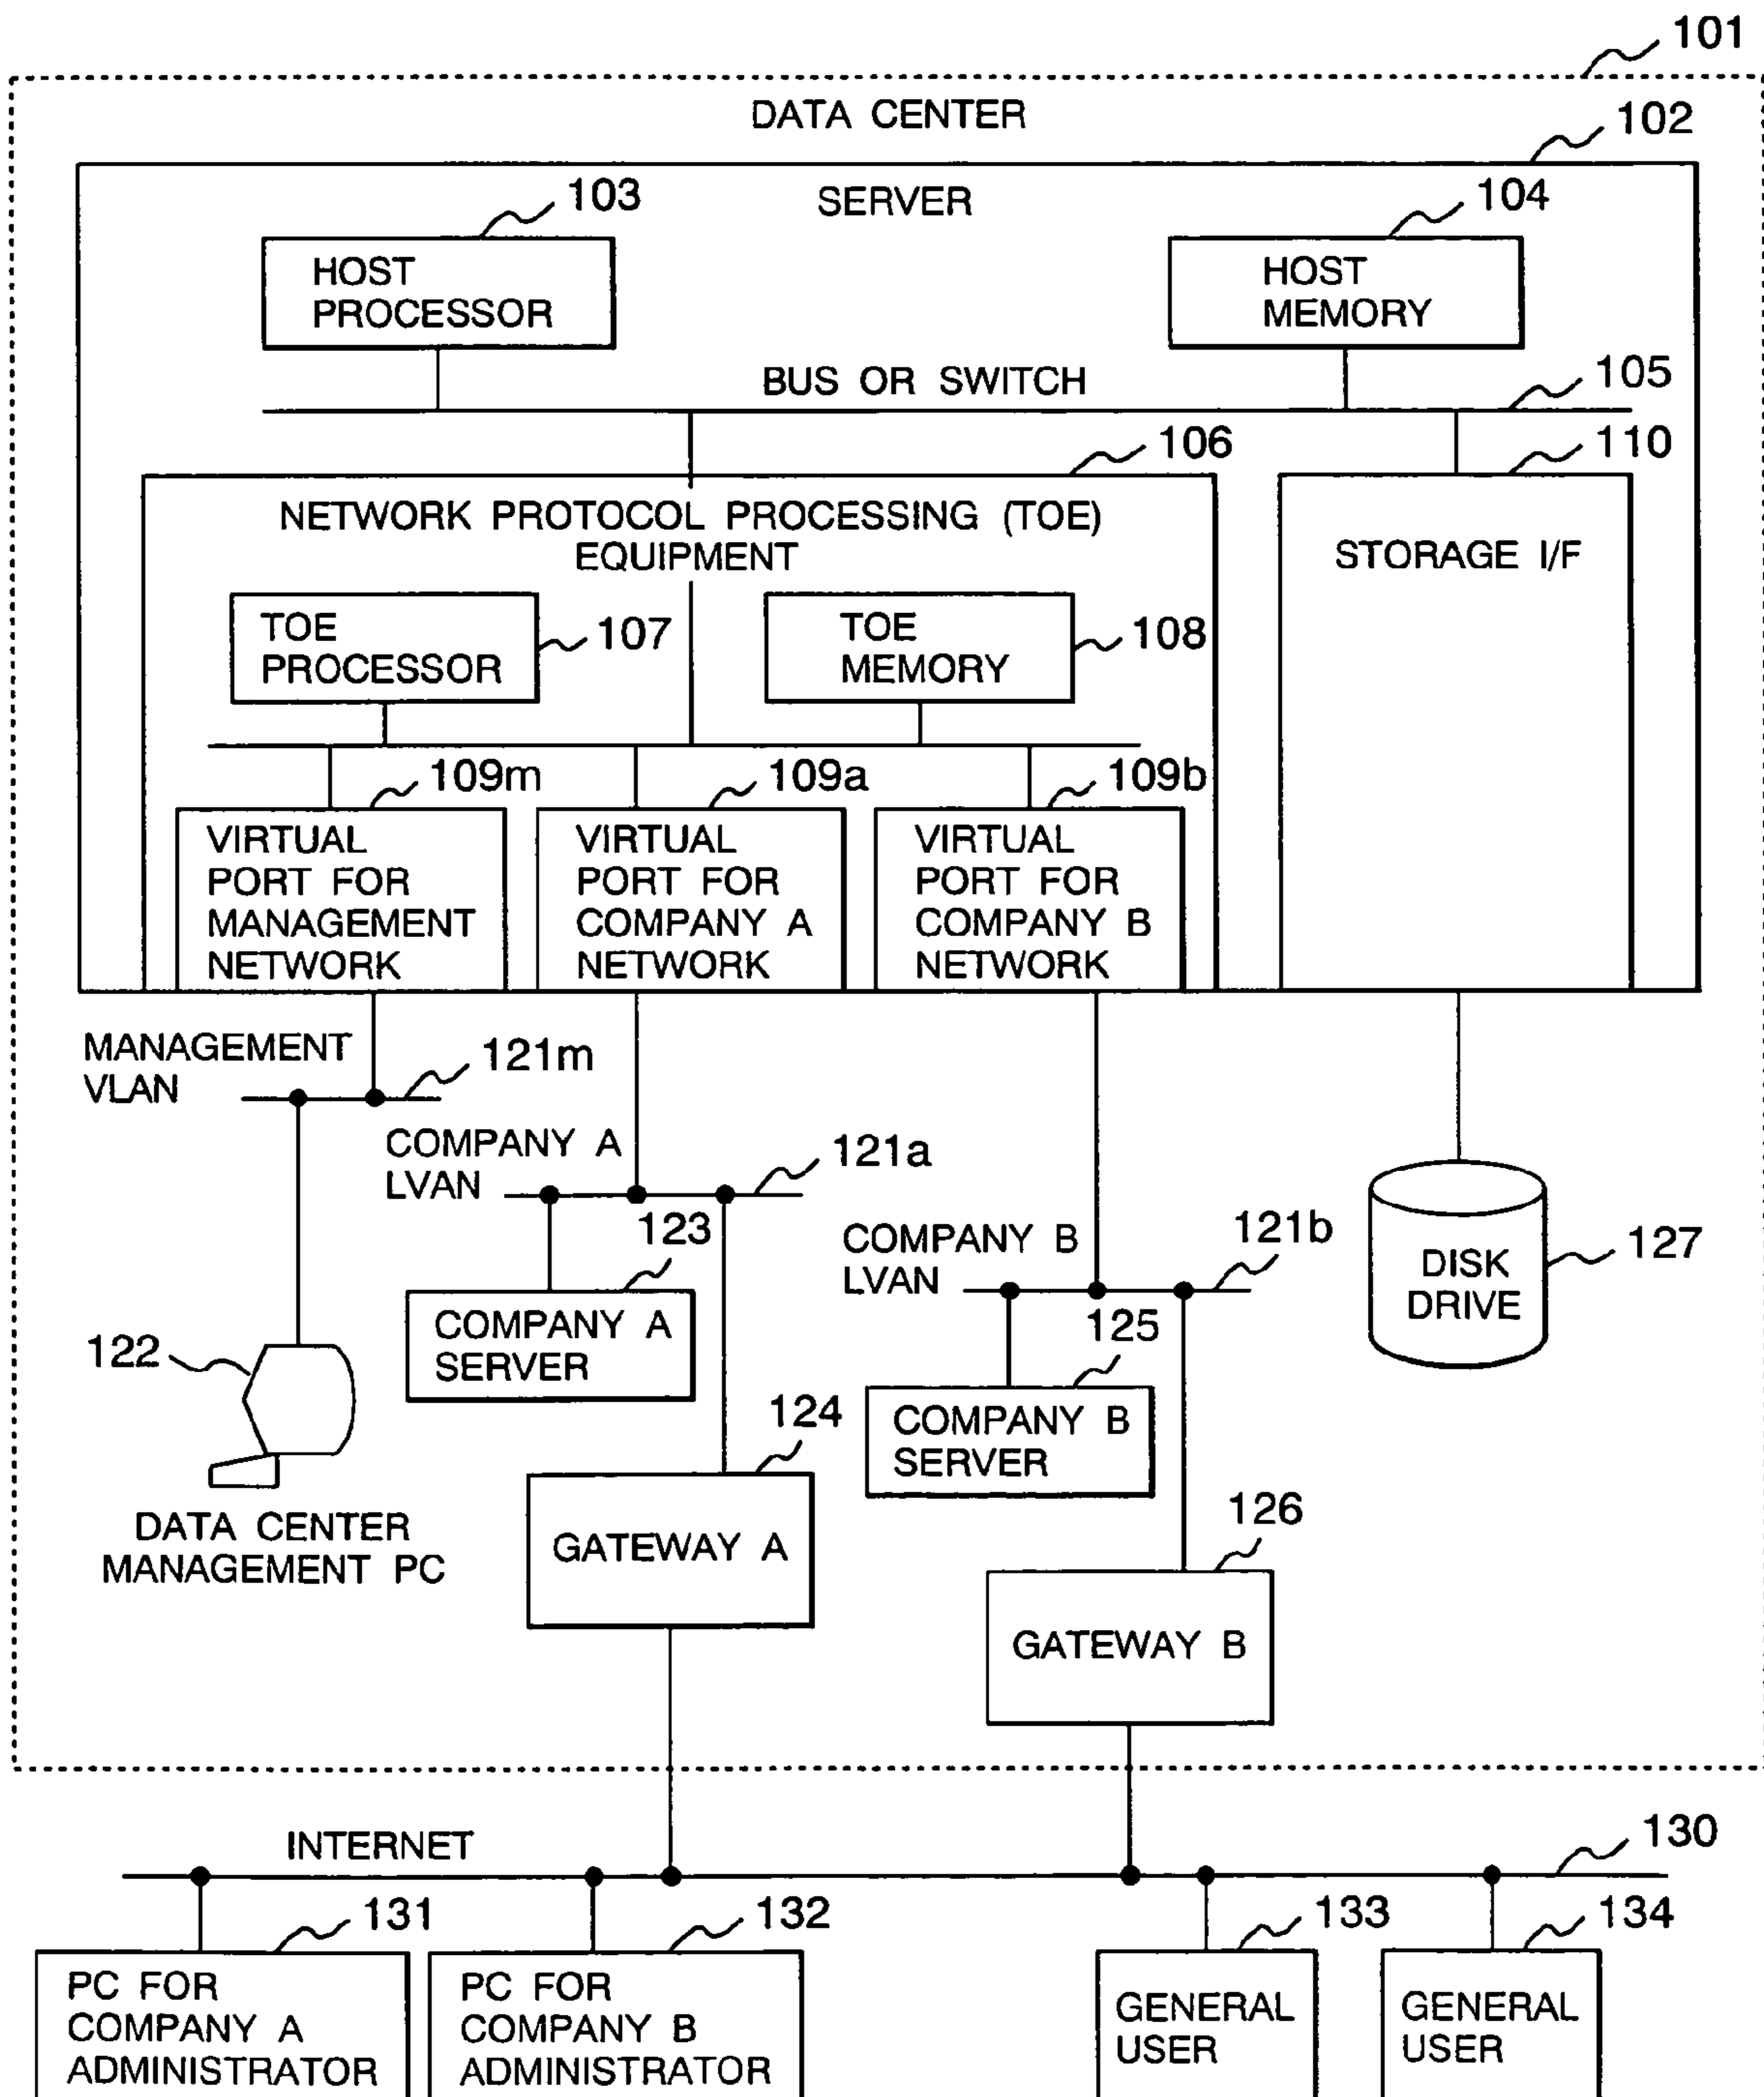 101
DATA CENTER
102
SERVER
103
104
HOST
PROCESSOR
HOST
MEMORY
BUS OR SWITCH
105
106
110
NETWORK PROTOCOL PROCESSING (TOE)
EQUIPMENT
STORAGE I/F
TOE
PROCESSOR
107
TOE
MEMORY
108
109m
109a
109b
VIRTUAL
PORT FOR
MANAGEMENT
NETWORK
VIRTUAL
PORT FOR
COMPANY A
NETWORK
VIRTUAL
PORT FOR
COMPANY B
NETWORK
MANAGEMENT
VLAN
121m
COMPANY A
LVAN
121a
123
COMPANY B
LVAN
121b
DISK
DRIVE
127
COMPANY A
SERVER
122
125
124
COMPANY B
SERVER
DATA CENTER
MANAGEMENT PC
GATEWAY A
126
GATEWAY B
INTERNET
130
131
132
133
134
PC FOR
COMPANY A
ADMINISTRATOR
PC FOR
COMPANY B
ADMINISTRATOR
GENERAL
USER
GENERAL
USER